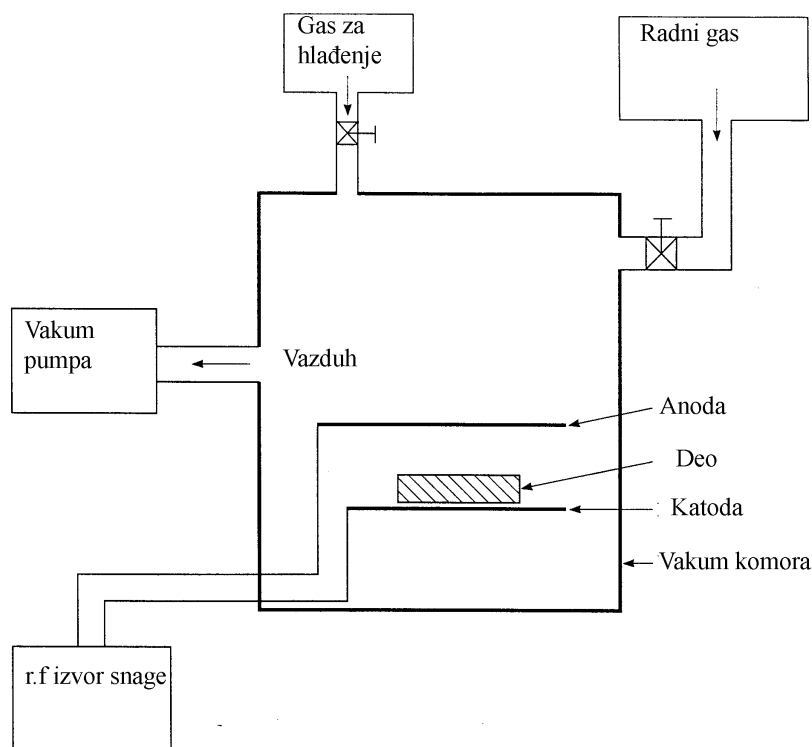 Gas za
hlađenje
Radni gas
Vakum
pumpa
Vazduh
Anoda
Deo
Katoda
Vakum komora
r.f izvor snage